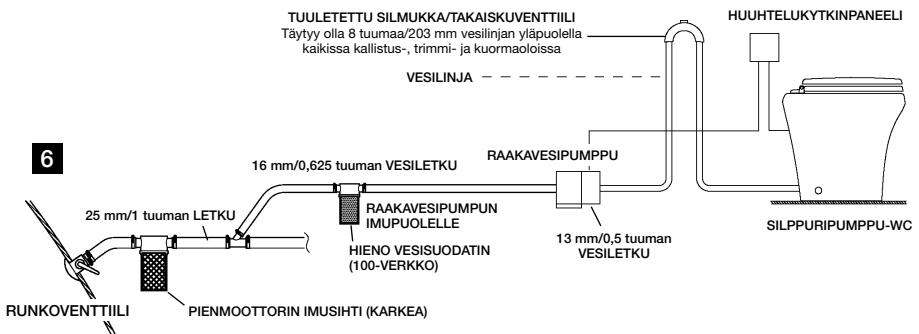 TUULETETTU SILMUKKA/TAKAISKUVENTTIILI
Täytyy olla 8 tuumaa/203 mm vesilinjan yläpuolella
kaikissa kallistus-, trimmi- ja kuormaoloissa
HUUHTELUKYTKINPANEELI
VESILINJA
6
16 mm/0,625 tuuman VESILETKU
RAAKAVESIPUMPPU
25 mm/1 tuuman LETKU
RAAKAVESIPUMPUN
IMUPUOLELLE
HIENO VESISUODATIN
(100-VERKKO)
13 mm/0,5 tuuman
VESILETKU
SILPPURIPUMPPU-WC
RUNKOVENTTIILI
PIENMOOTTORIN IMUSIHTI (KARKEA)